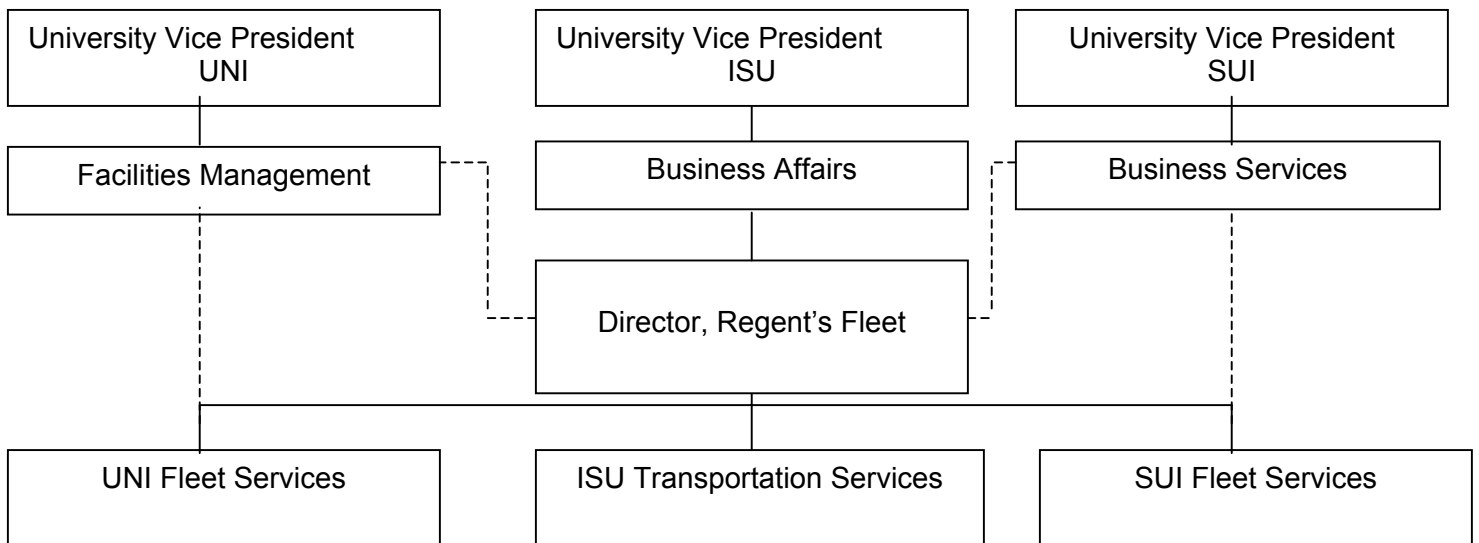 University Vice President
UNI
University Vice President
ISU
University Vice President
SUI
Facilities Management
Business Affairs
Business Services
Director, Regent’s Fleet
UNI Fleet Services
ISU Transportation Services
SUI Fleet Services